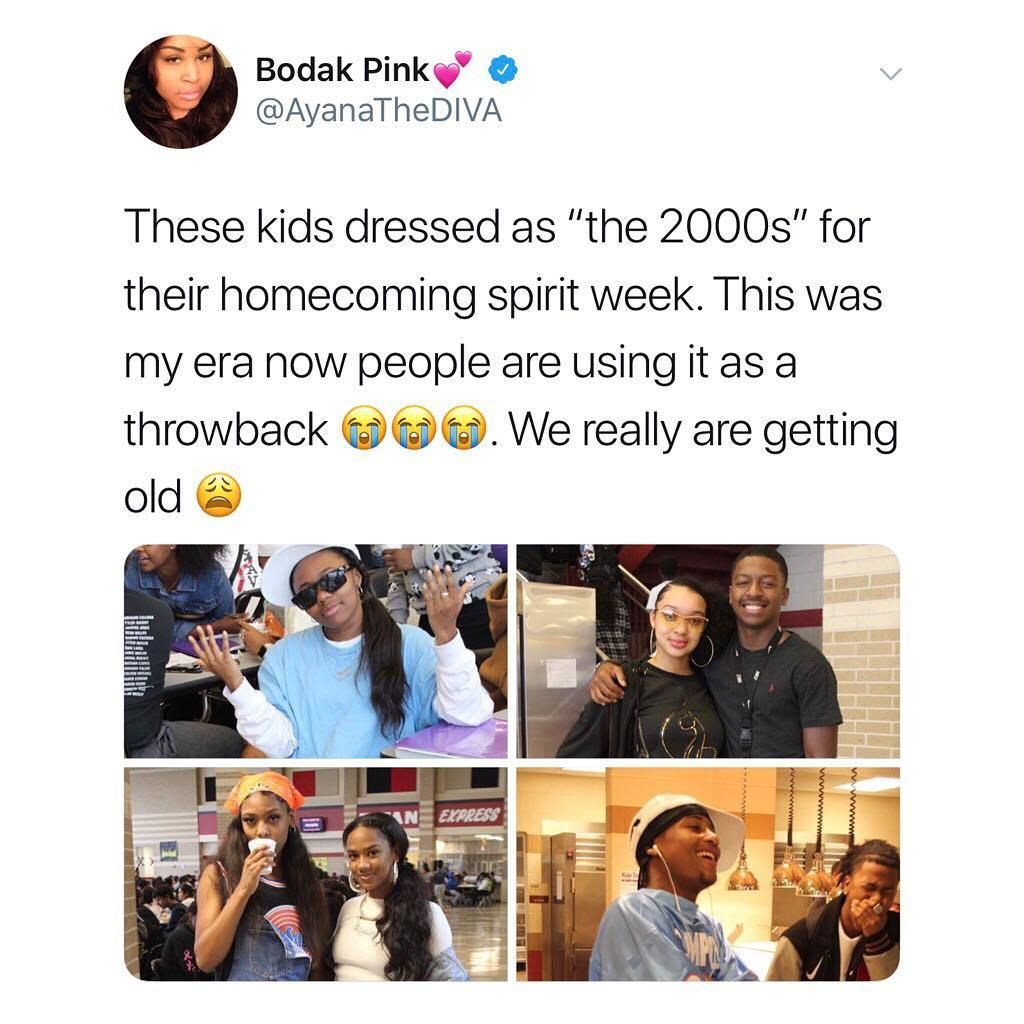 Bodak Pink💕
@AyanaTheDIVA
These kids dressed as “the 2000s” for
their homecoming spirit week. This was
my era now people are using it as a
throwback 😭😭😭. We really are getting
old 😩
AN EXPRESS